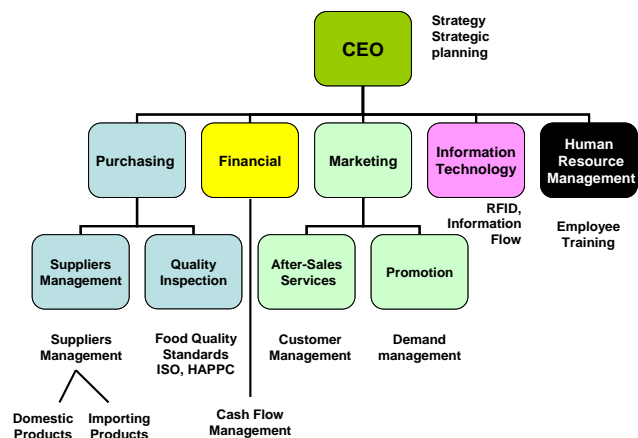 CEO
Strategy
Strategic
planning
Purchasing
Financial
Marketing
Information
Technology
Human
Resource
Management
RFID,
Information
Flow
Employee
Training
Suppliers
Management
Quality
Inspection
After-Sales
Services
Promotion
Suppliers
Management
Food Quality
Standards
ISO, HAPPC
Customer
Management
Demand
management
Domestic
Products
Importing
Products
Cash Flow
Management